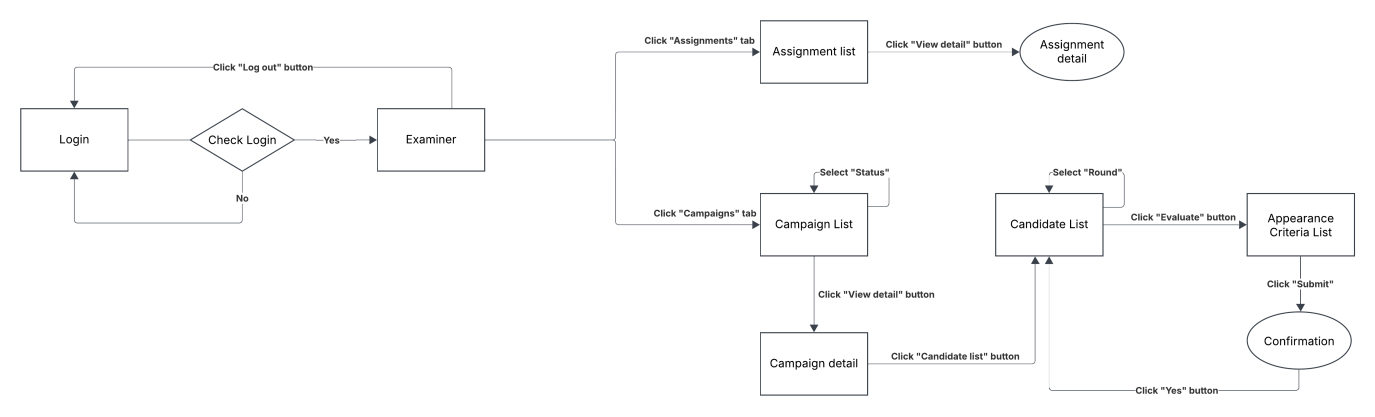 Click "Assignments" tab
Assignment list
Click "View detail" button
Assignment
detail
Click "Log out" button
Login
Check Login
Yes
Examiner
No
Click "Campaigns" tab
Select "Status"
Campaign List
Select "Round"
Candidate List
Click "Evaluate" button
Appearance
Criteria List
Click "View detail" button
Click "Submit"
Confirmation
Campaign detail
Click "Candidate list" button
Click "Yes" button